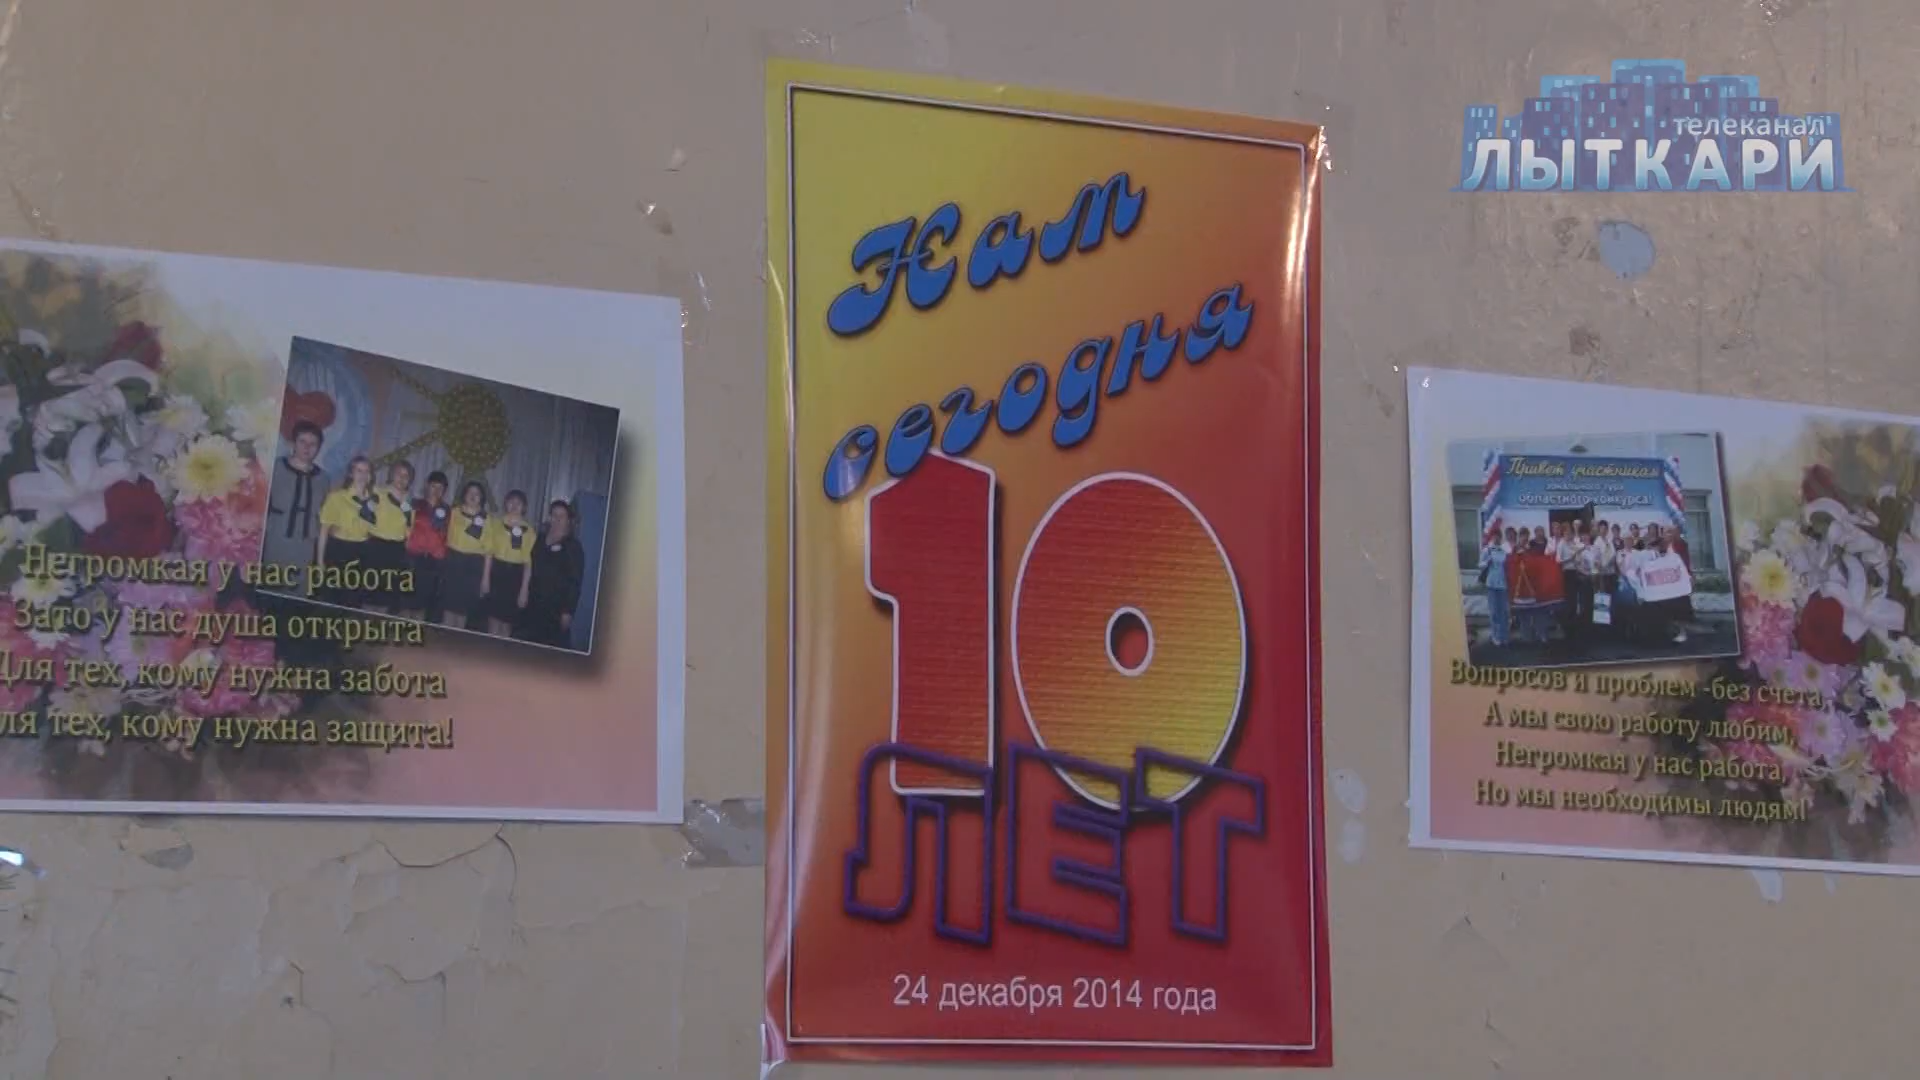 телеканал
ЛЫТКАРИ
Нам
сегодня
10
ЛЕТ
24 декабря 2014 года
Негромкая у нас работа
Зато у нас душа открыта
Для тех, кому нужна забота
ля тех, кому нужна защита!
Привет участникам
зонального тура
областного конкурса!
Вопросов и проблем -без счета,
А мы свою работу любим,
Негромкая у нас работа,
Но мы необходимы людям!